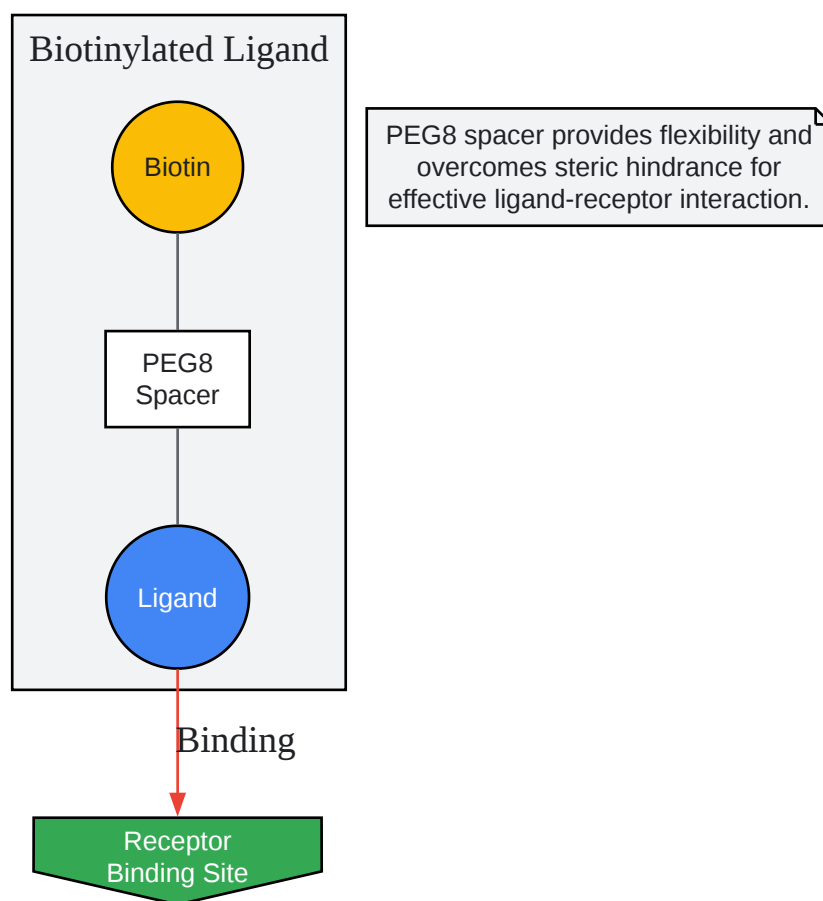 Biotinylated Ligand
Biotin
PEG8 spacer provides flexibility and
overcomes steric hindrance for
effective ligand-receptor interaction.
PEG8
Spacer
Ligand
Binding
Receptor
Binding Site